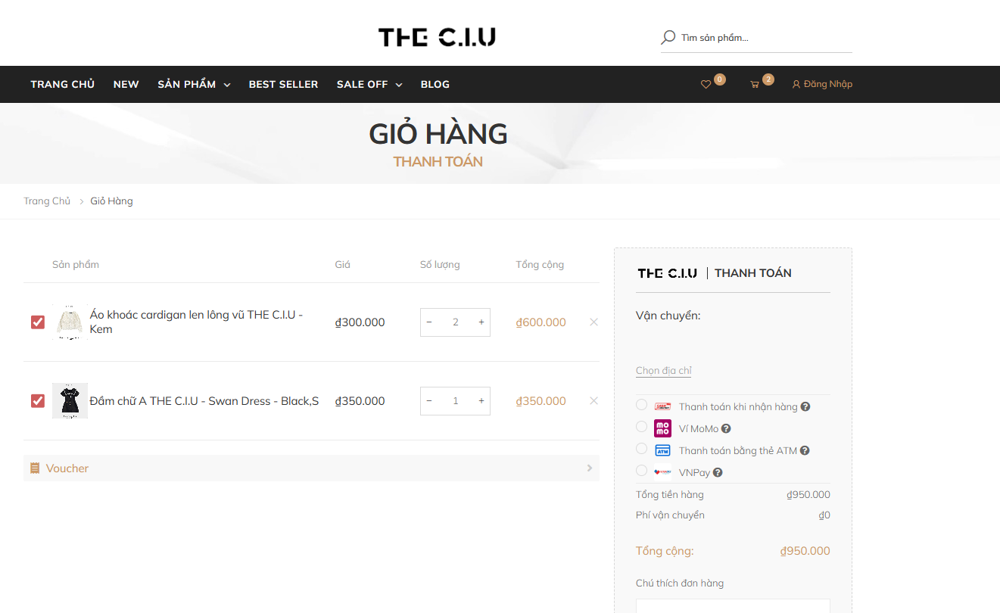 THE C.I.U
Tìm sản phẩm...
TRANG CHỦ NEW SẢN PHẨM BEST SELLER SALE OFF BLOG 0 2 Đăng Nhập
GIỎ HÀNG
THANH TOÁN
Trang Chủ > Giỏ Hàng
Sản phẩm Giá Số lượng Tổng cộng
Áo khoác cardigan len lông vũ THE C.I.U -
Kem
₫300.000 − 2 + ₫600.000 ×
Đầm chữ A THE C.I.U - Swan Dress - Black,S ₫350.000 − 1 + ₫350.000 ×
Voucher
THE C.I.U | THANH TOÁN
Vận chuyển:
Chọn địa chỉ
Thanh toán khi nhận hàng
momo Ví MoMo
ATM Thanh toán bằng thẻ ATM
VNPay
Tổng tiền hàng ₫950.000
Phí vận chuyển ₫0
Tổng cộng: ₫950.000
Chú thích đơn hàng